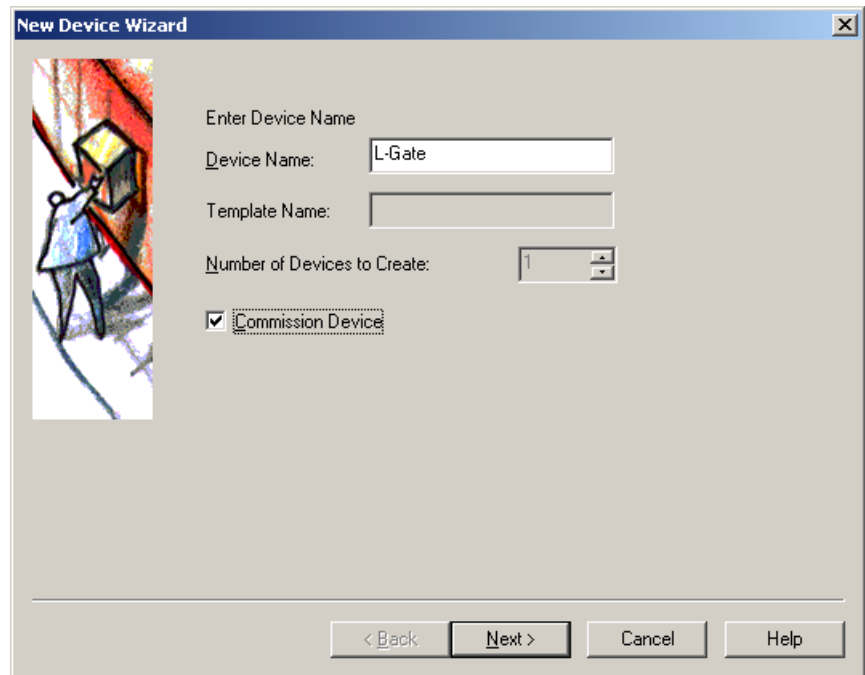 New Device Wizard
Enter Device Name
Device Name: L-Gate
Template Name:
Number of Devices to Create: 1
Commission Device
< Back Next > Cancel Help